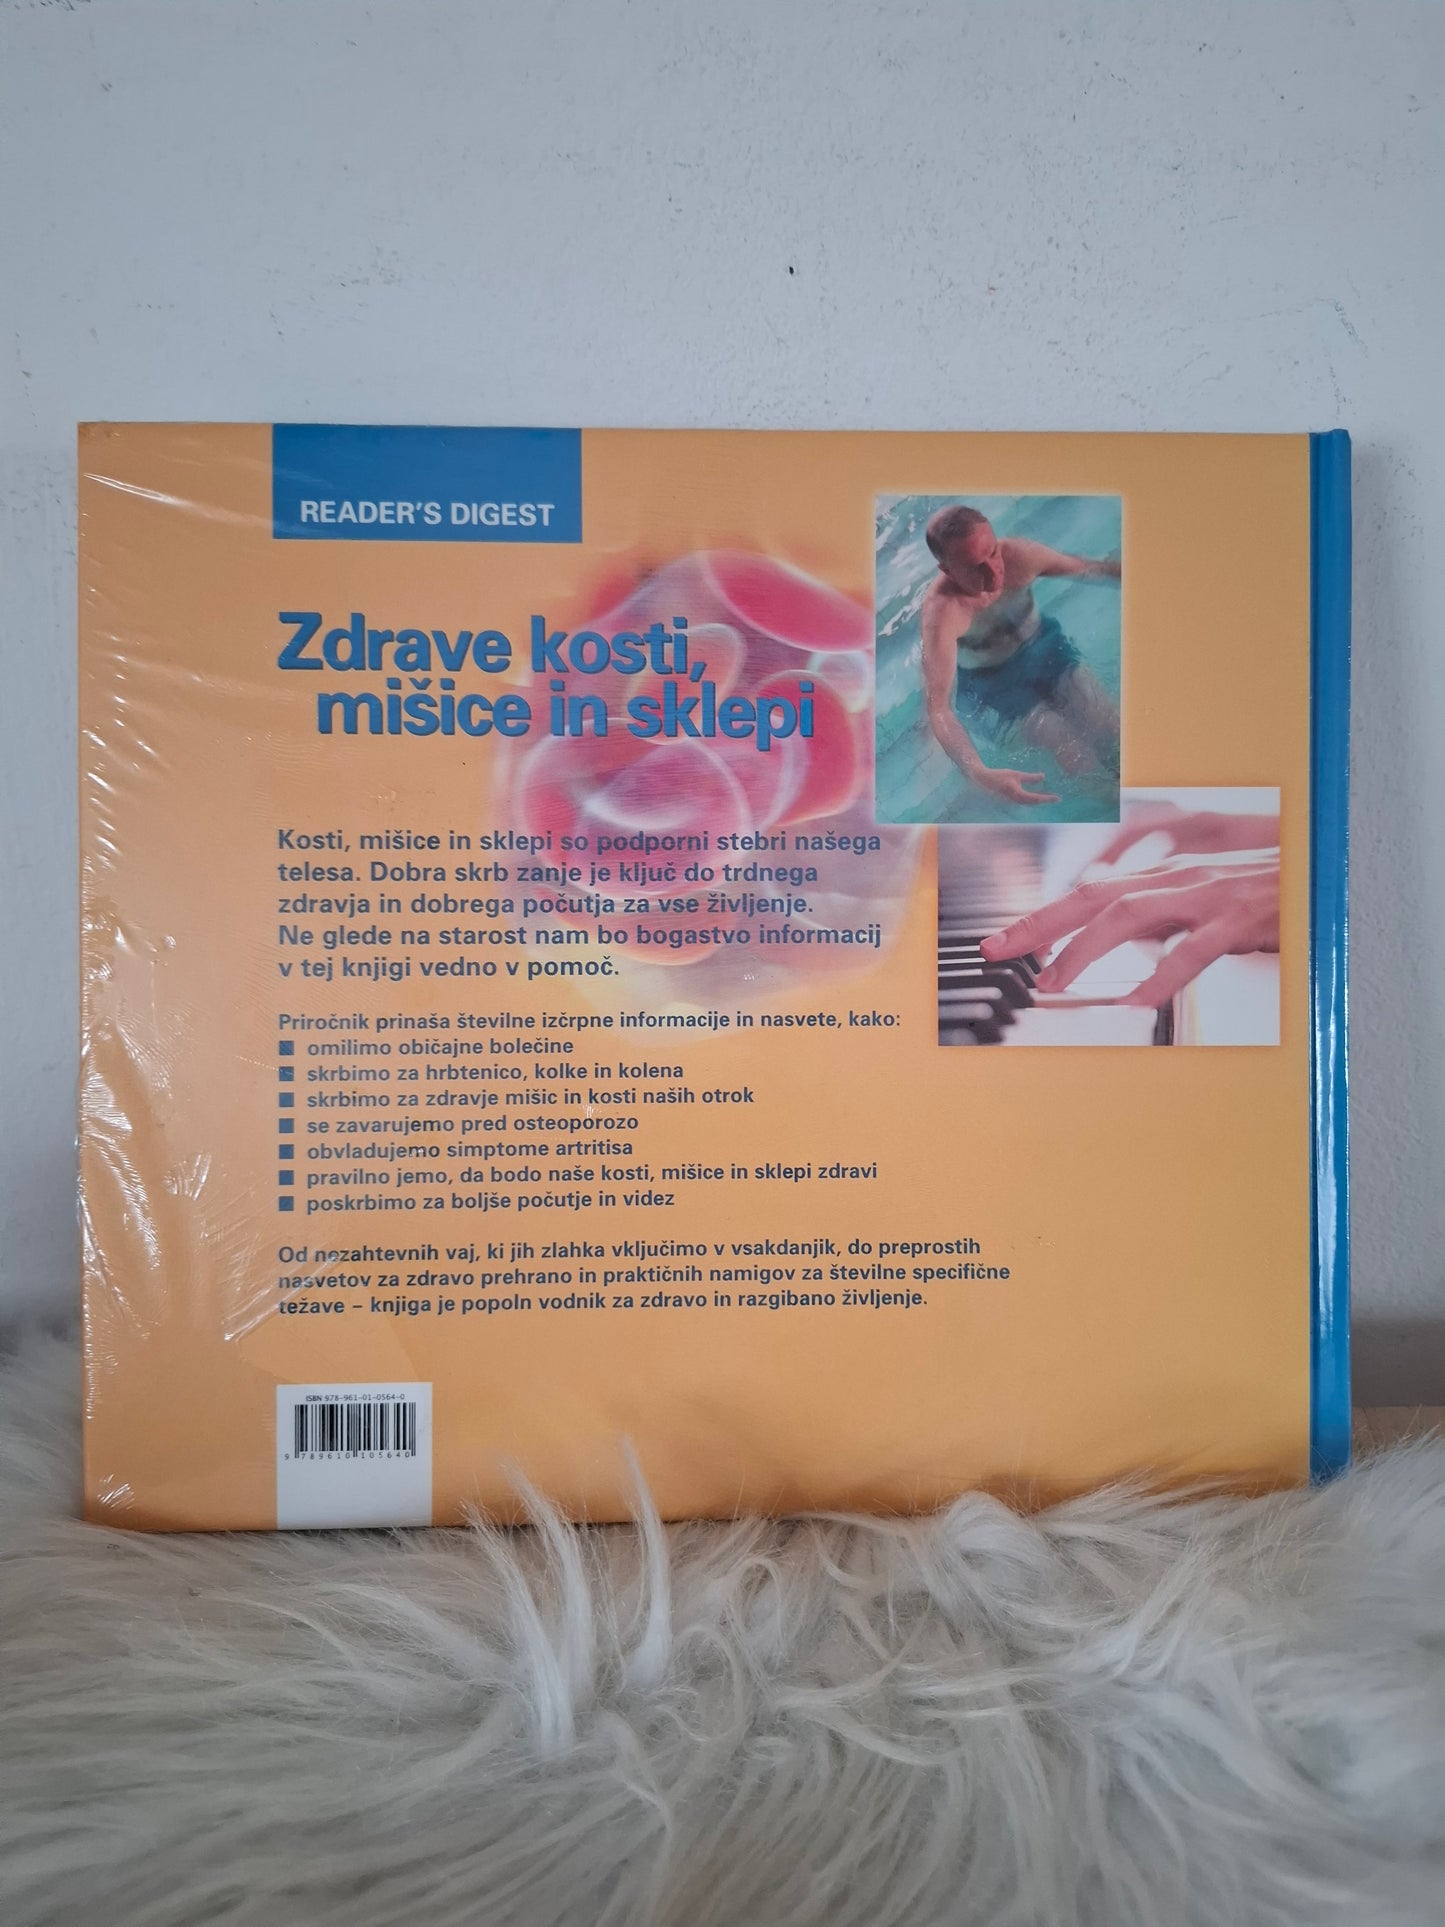 READER'S DIGEST
Zdrave kosti,
mišice in sklepi
Kosti, mišice in sklepi so podporni stebri našega
telesa. Dobra skrb zanje je ključ do trdnega
zdravja in dobrega počutja za vse življenje.
Ne glede na starost nam bo bogastvo informacij
v tej knjigi vedno v pomoč.
Priročnik prinaša številne izčrpne informacije in nasvete, kako:
■ omilimo običajne bolečine
■ skrbimo za hrbtenico, kolke in kolena
■ skrbimo za zdravje mišic in kosti naših otrok
■ se zavarujemo pred osteoporozo
■ obvladujemo simptome artritisa
■ pravilno jemo, da bodo naše kosti, mišice in sklepi zdravi
■ poskrbimo za boljše počutje in videz
Od nezahtevnih vaj, ki jih zlahka vključimo v vsakdanjik, do preprostih
nasvetov za zdravo prehrano in praktičnih namigov za številne specifične
težave – knjiga je popoln vodnik za zdravo in razgibano življenje.
ISBN 978-961-01-0564-0
9 789610 105640